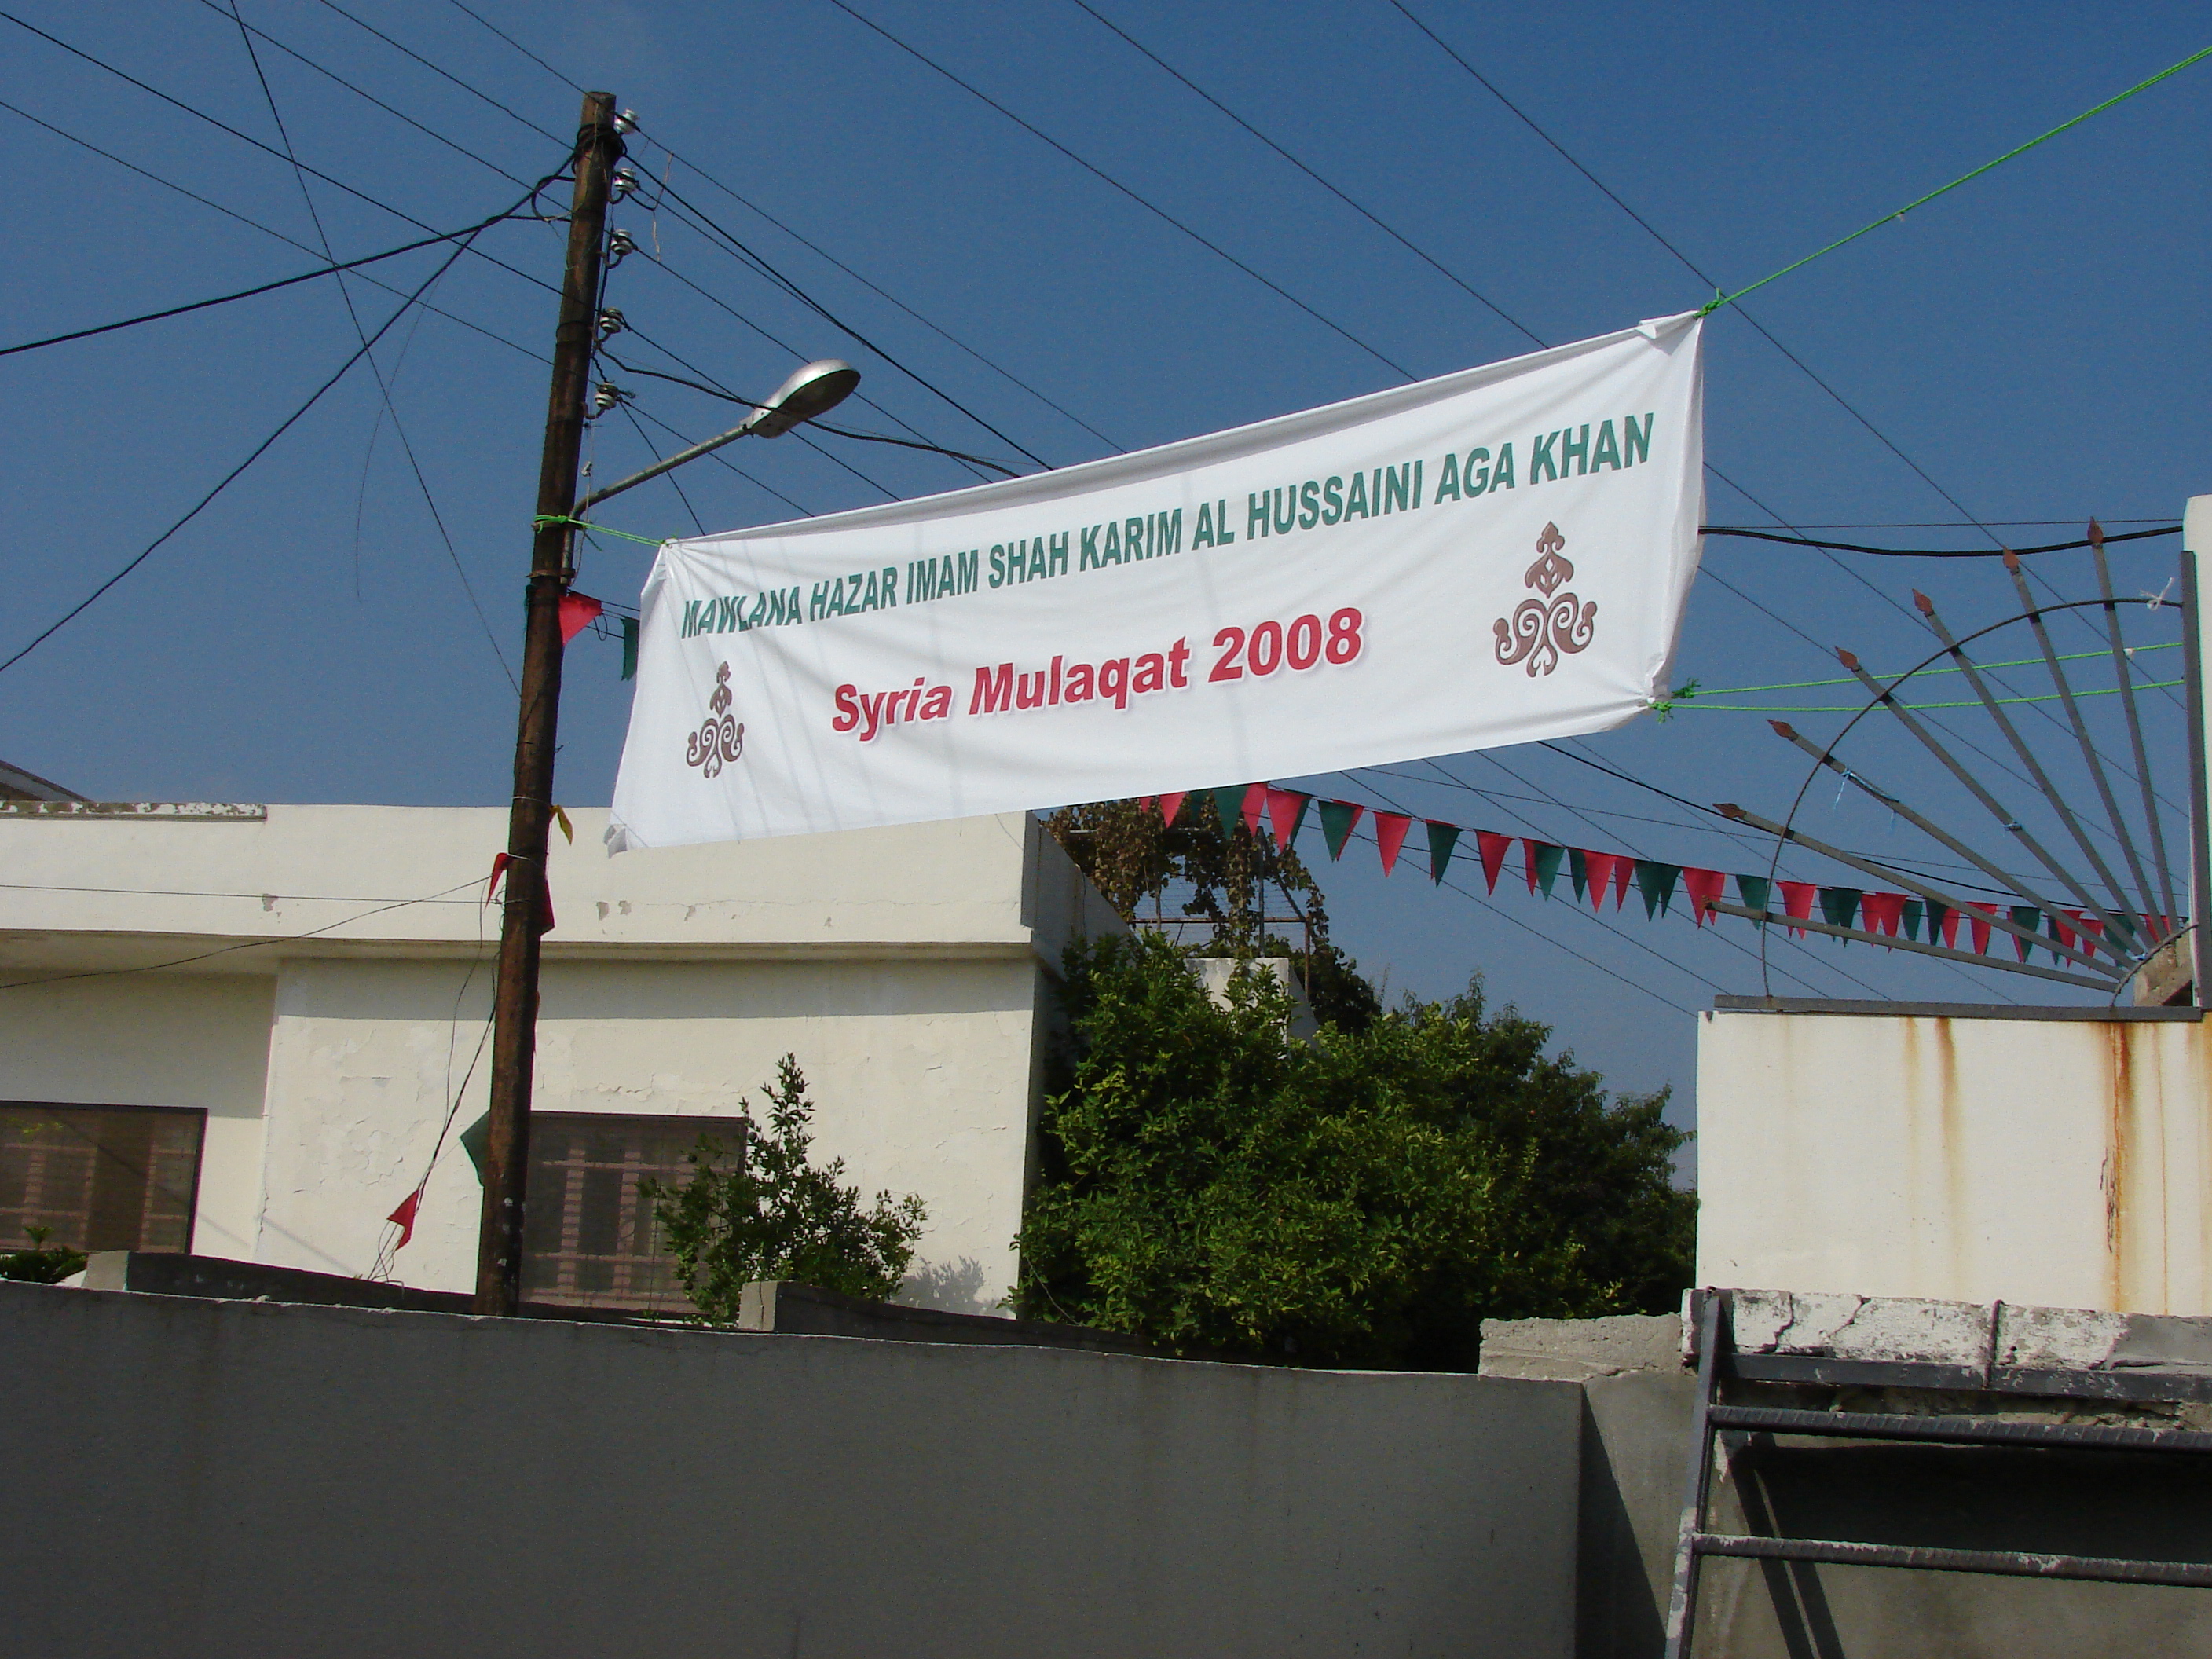 MAWLANA HAZAR IMAM SHAH KARIM AL HUSSAINI AGA KHAN
Syria Mulaqat 2008